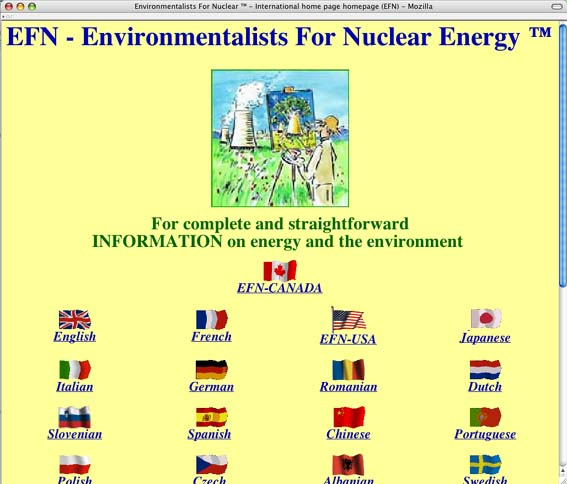 Environmentalists For Nuclear ™ - International home page homepage (EFN) - Mozilla
EFN - Environmentalists For Nuclear Energy ™
For complete and straightforward
INFORMATION on energy and the environment
EFN-CANADA
English French EFN-USA Japanese
Italian German Romanian Dutch
Slovenian Spanish Chinese Portuguese
Polish Czech Albanian Swedish